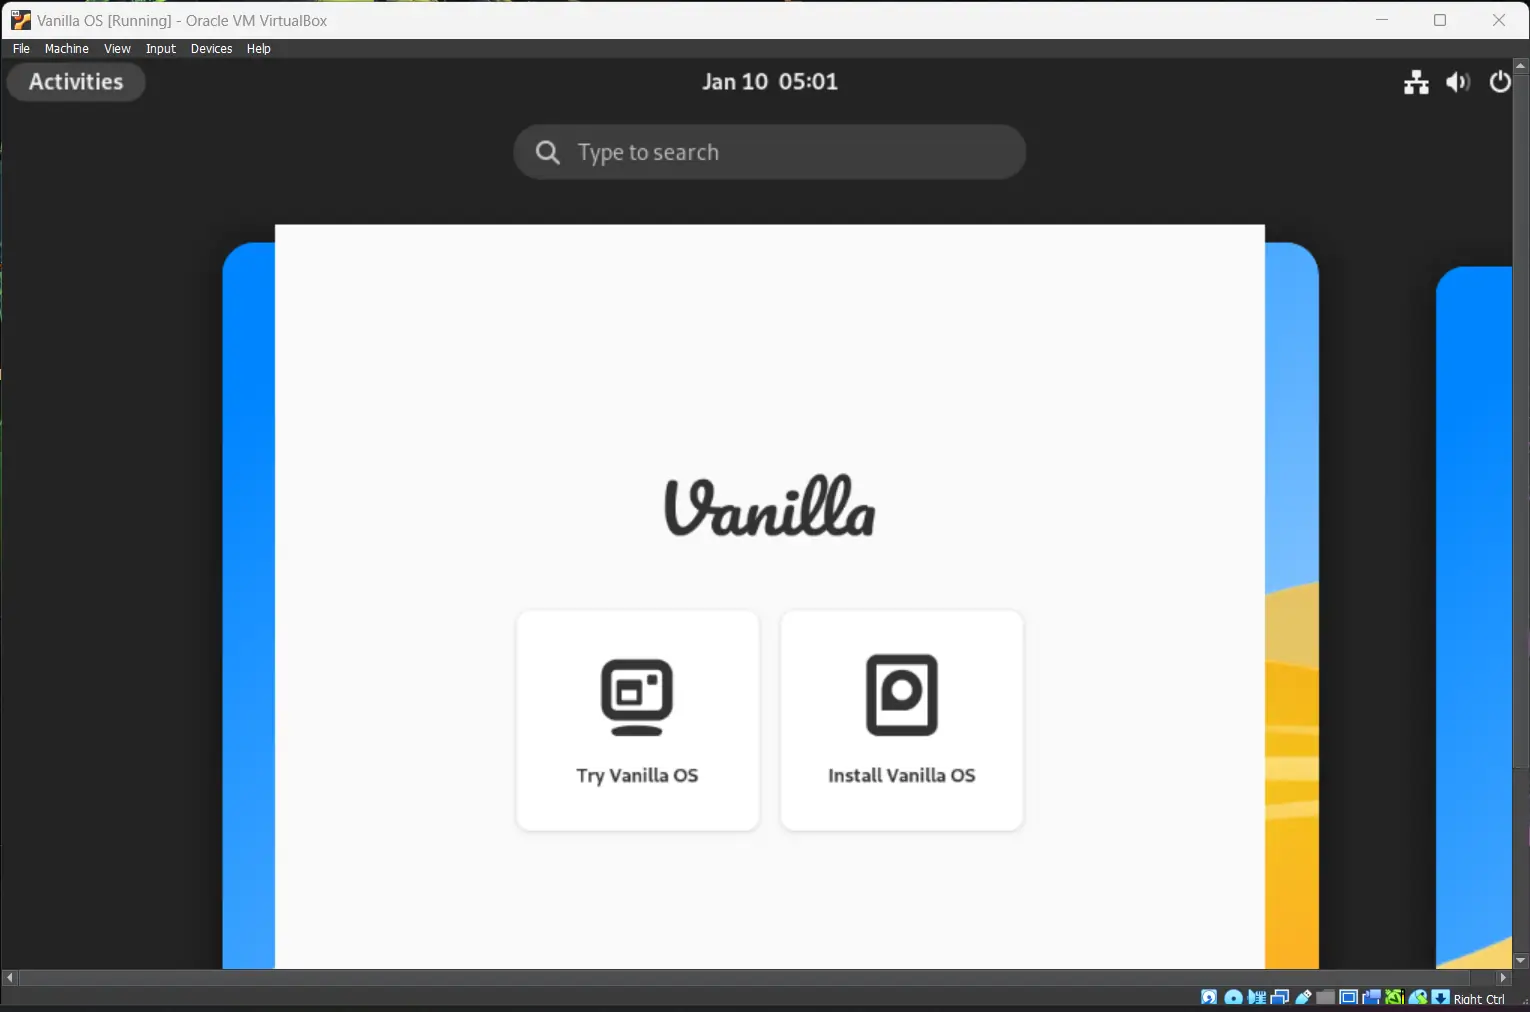 Vanilla OS [Running] - Oracle VM VirtualBox
File Machine View Input Devices Help
Activities
Jan 10 05:01
Type to search
Vanilla
Try Vanilla OS
Install Vanilla OS
Right Ctrl